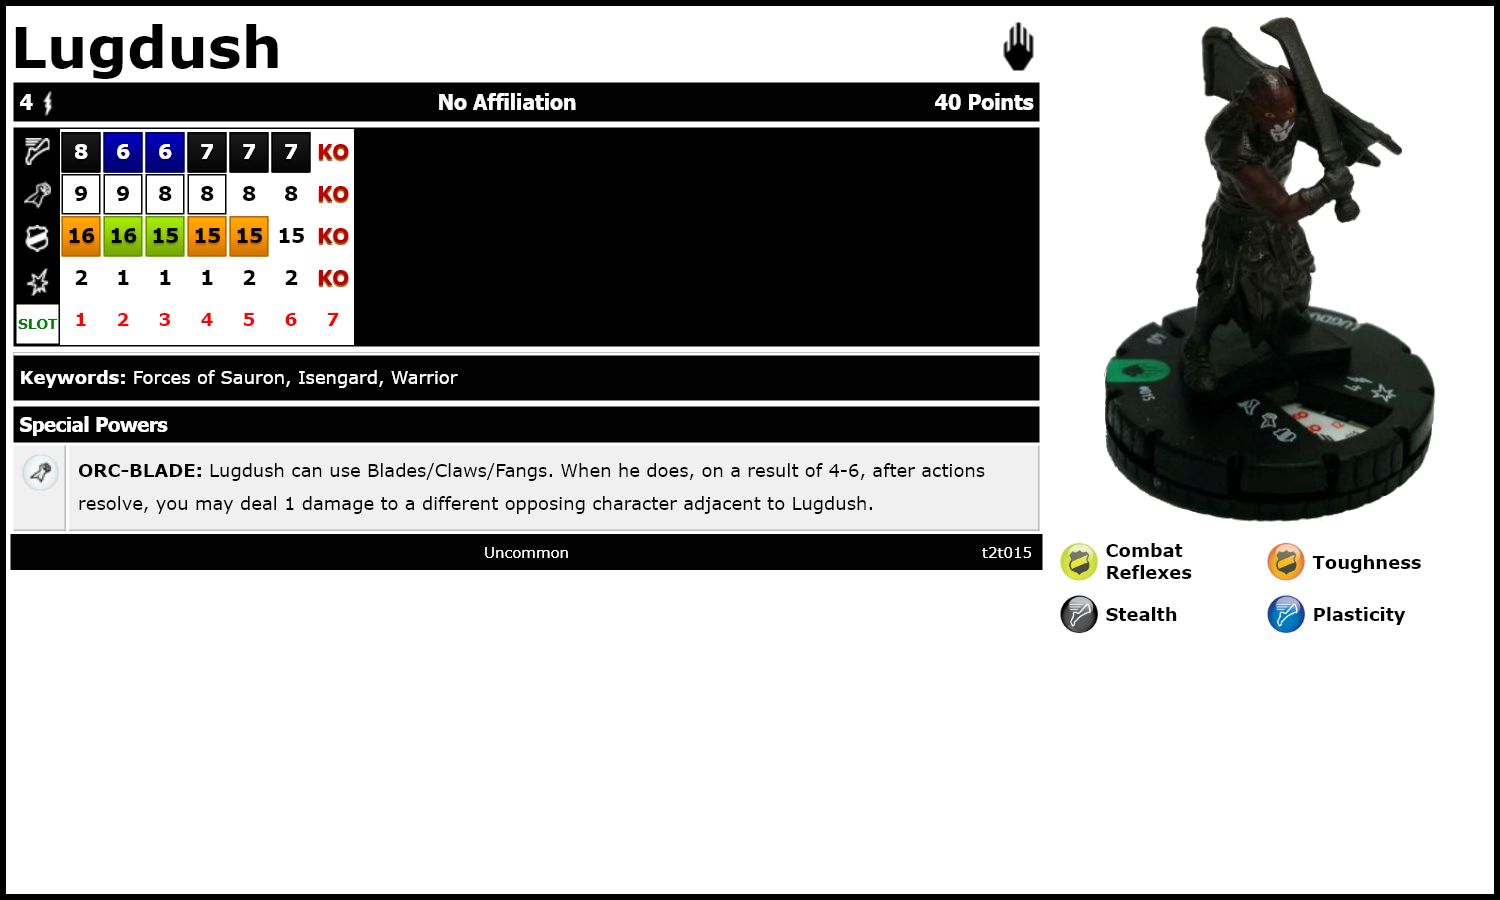 Lugdush
4 No Affiliation 40 Points
8 6 6 7 7 7 KO
9 9 8 8 8 8 KO
16 16 15 15 15 15 KO
2 1 1 1 2 2 KO
SLOT 1 2 3 4 5 6 7
Keywords: Forces of Sauron, Isengard, Warrior
Special Powers
ORC-BLADE: Lugdush can use Blades/Claws/Fangs. When he does, on a result of 4-6, after actions
resolve, you may deal 1 damage to a different opposing character adjacent to Lugdush.
Uncommon t2t015
#015
Combat
Reflexes
Toughness
Stealth
Plasticity